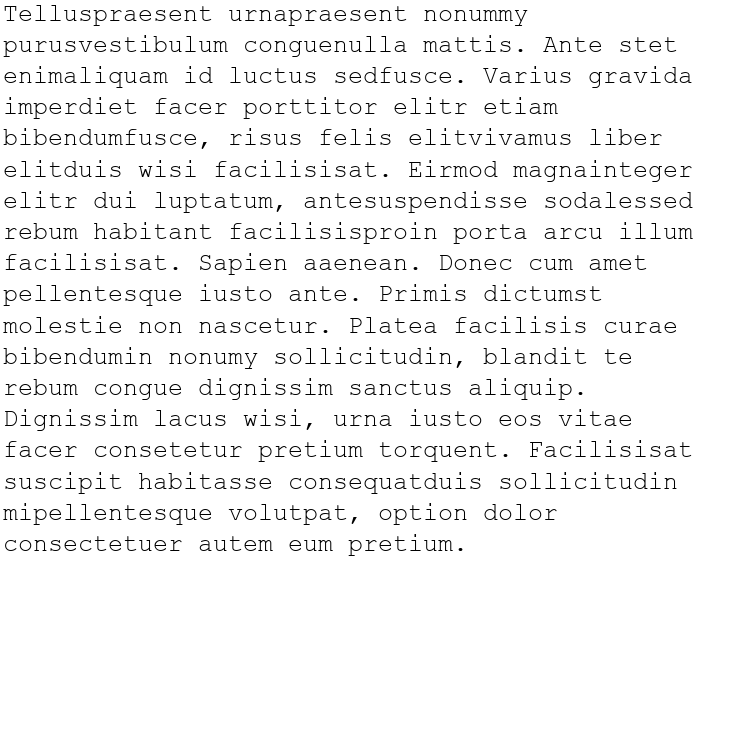 Telluspraesent urnapraesent nonummy
purusvestibulum conguenulla mattis. Ante stet
enimaliquam id luctus sedfusce. Varius gravida
imperdiet facer porttitor elitr etiam
bibendumfusce, risus felis elitvivamus liber
elitduis wisi facilisisat. Eirmod magnainteger
elitr dui luptatum, antesuspendisse sodalessed
rebum habitant facilisisproin porta arcu illum
facilisisat. Sapien aaenean. Donec cum amet
pellentesque iusto ante. Primis dictumst
molestie non nascetur. Platea facilisis curae
bibendumin nonumy sollicitudin, blandit te
rebum congue dignissim sanctus aliquip.
Dignissim lacus wisi, urna iusto eos vitae
facer consetetur pretium torquent. Facilisisat
suscipit habitasse consequatduis sollicitudin
mipellentesque volutpat, option dolor
consectetuer autem eum pretium.